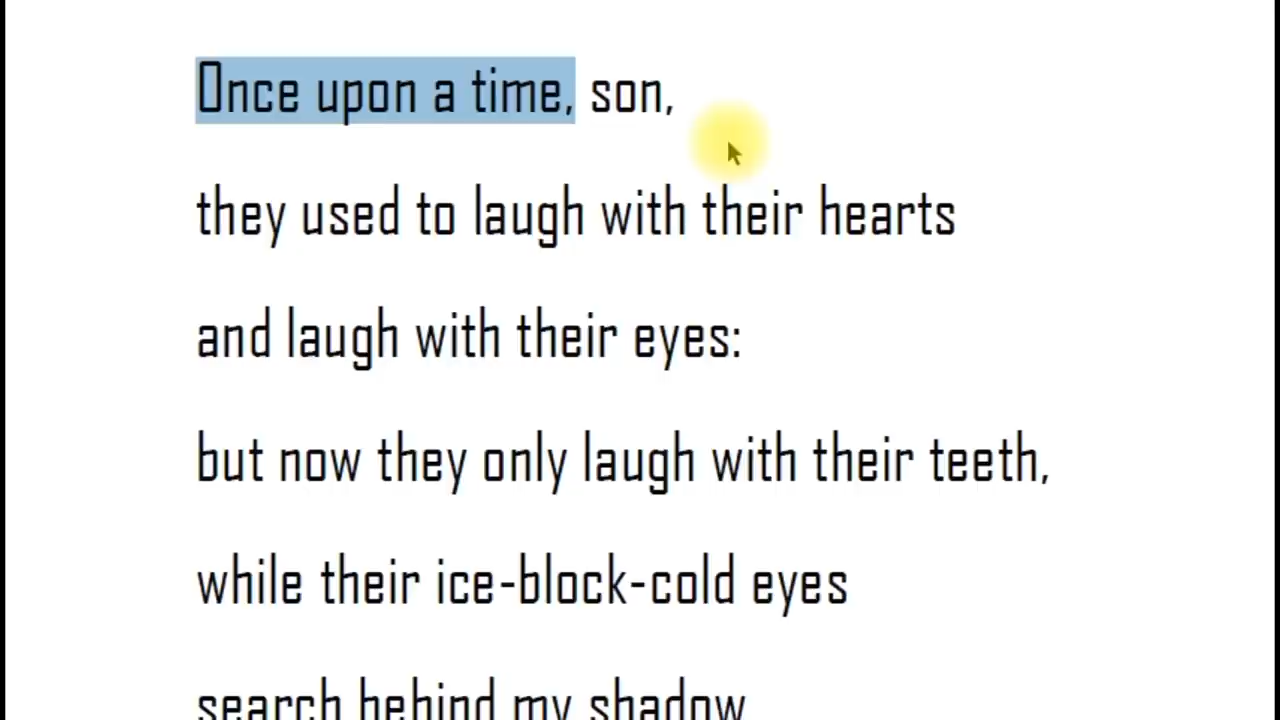 Once upon a time, son,
they used to laugh with their hearts
and laugh with their eyes:
but now they only laugh with their teeth,
while their ice-block-cold eyes
search behind my shadow